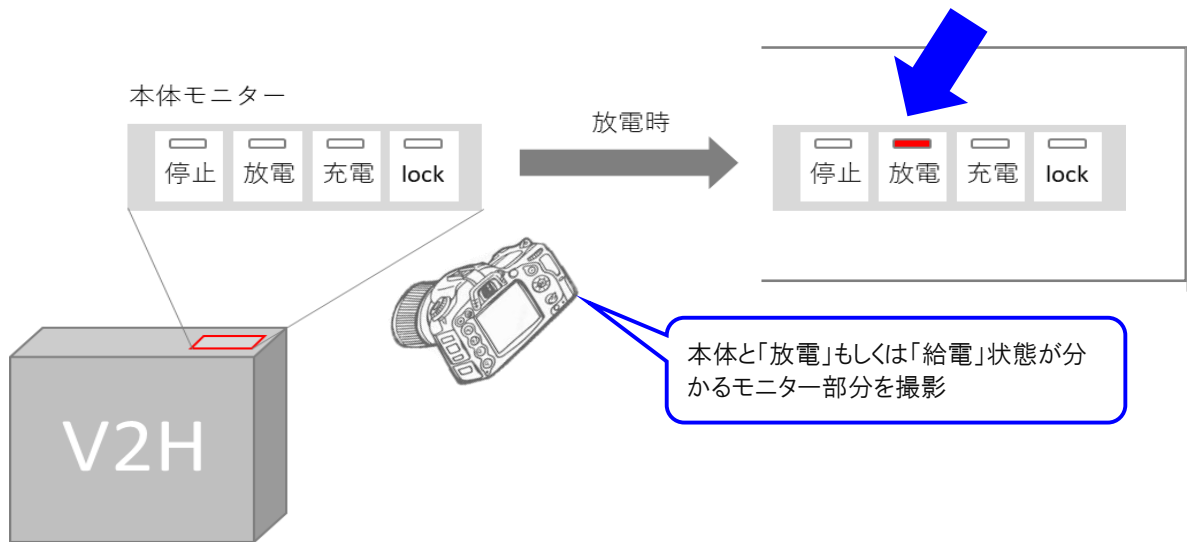 本体モニター
停止 放電 充電 lock
放電時
停止 放電 充電 lock
本体と「放電」もしくは「給電」状態が分
かるモニター部分を撮影
V2H